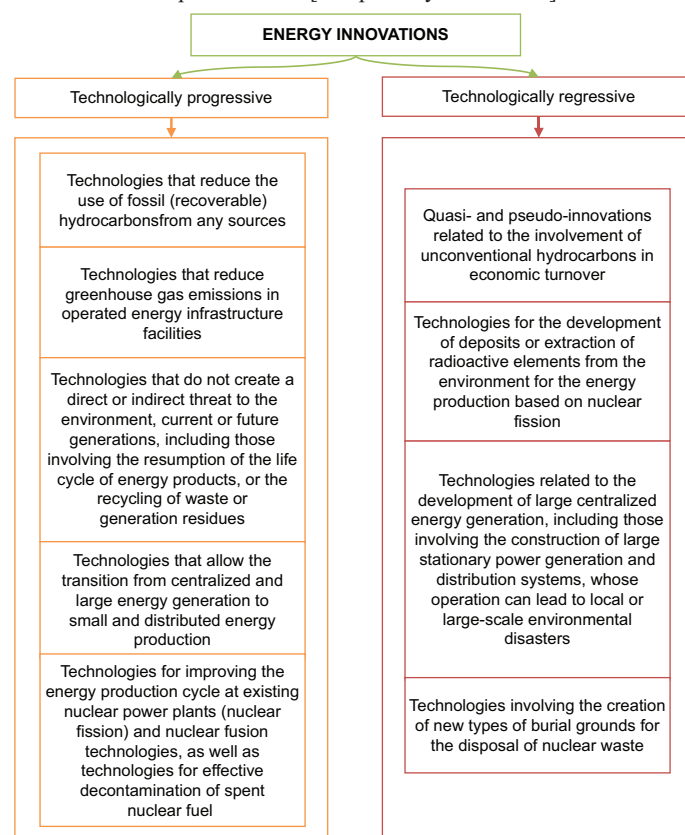 ENERGY INNOVATIONS
Technologically progressive
Technologically regressive
Technologies that reduce the
use of fossil (recoverable)
hydrocarbonsfrom any sources
Technologies that reduce
greenhouse gas emissions in
operated energy infrastructure
facilities
Technologies that do not create a
direct or indirect threat to the
environment, current or future
generations, including those
involving the resumption of the life
cycle of energy products, or the
recycling of waste or
generation residues
Technologies that allow the
transition from centralized and
large energy generation to
small and distributed energy
production
Technologies for improving the
energy production cycle at existing
nuclear power plants (nuclear
fission) and nuclear fusion
technologies, as well as
technologies for effective
decontamination of spent
nuclear fuel
Quasi- and pseudo-innovations
related to the involvement of
unconventional hydrocarbons in
economic turnover
Technologies for the development
of deposits or extraction of
radioactive elements from the
environment for the energy
production based on nuclear
fission
Technologies related to the
development of large centralized
energy generation, including those
involving the construction of large
stationary power generation and
distribution systems, whose
operation can lead to local or
large-scale environmental
disasters
Technologies involving the creation
of new types of burial grounds for
the disposal of nuclear waste